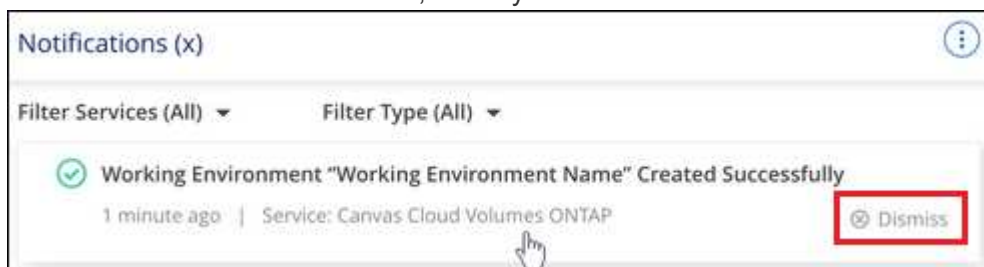 Notifications (x)
Filter Services (All) Filter Type (All)
Working Environment “Working Environment Name” Created Successfully
1 minute ago | Service: Canvas Cloud Volumes ONTAP
Dismiss